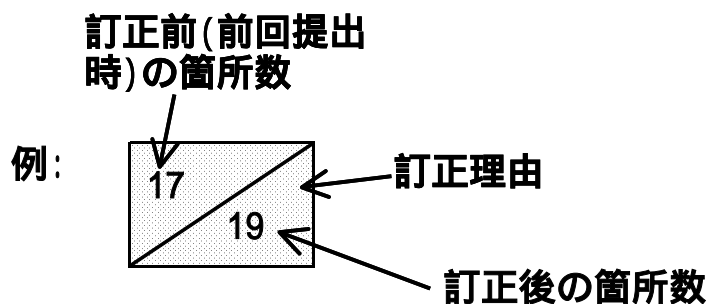 訂正前(前回提出
時)の箇所数
例:
17
訂正理由
19
訂正後の箇所数